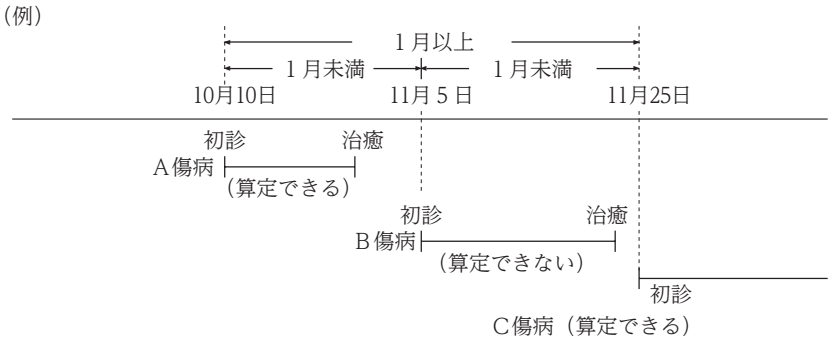 (例)
1月以上
1月未満 1月未満
10月10日 11月5日 11月25日
初診 治癒
A傷病
(算定できる)
初診 治癒
B傷病
(算定できない)
初診
C傷病(算定できる)